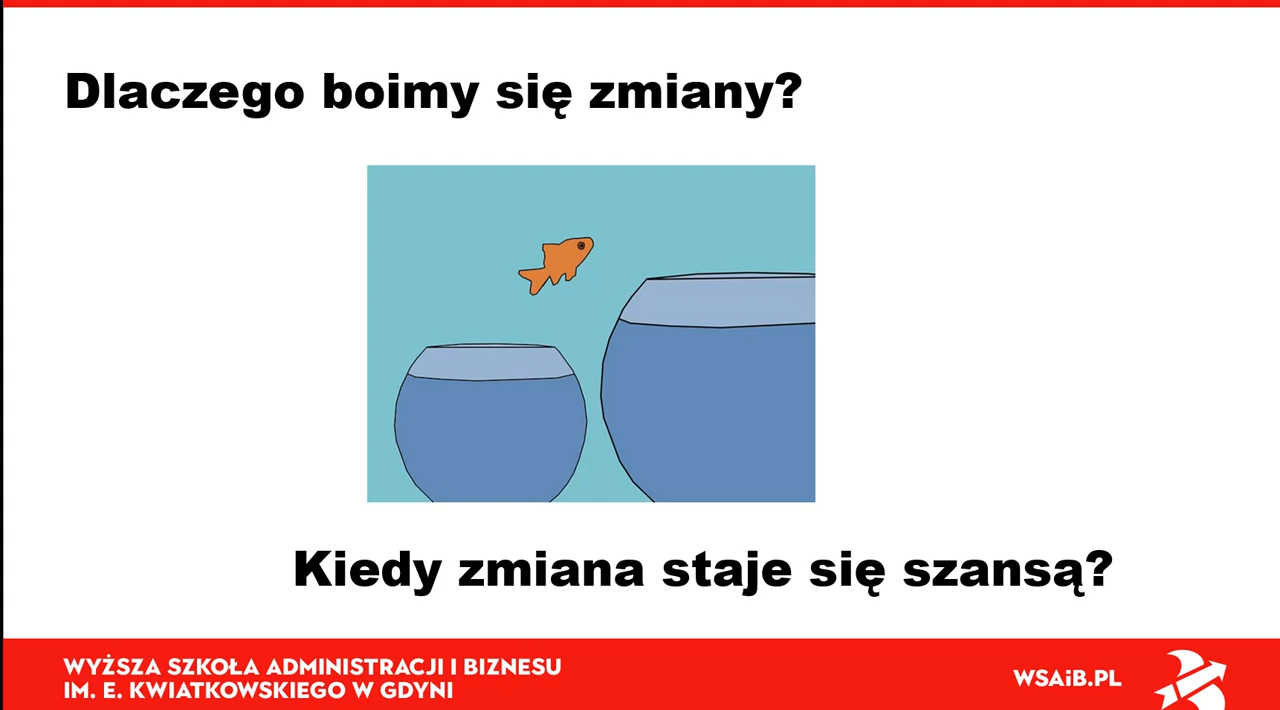 Dlaczego boimy się zmiany?
Kiedy zmiana staje się szansą?
WYŻSZA SZKOŁA ADMINISTRACJI I BIZNESU
IM. E. KWIATKOWSKIEGO W GDYNI
WSAiB.PL